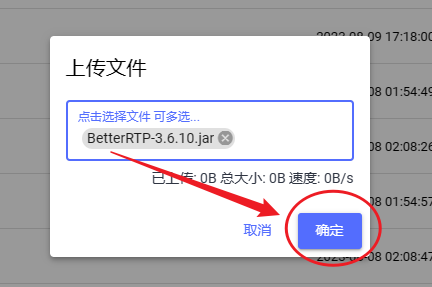 2023-08-09 17:18:00
上传文件
点击选择文件 可多选...
08 01:54:49
BetterRTP-3.6.10.jar
08 02:08:26
已上传: 0B 总大小: 0B 速度: 0B/s
08 01:54:57
取消
确定
2023-08-08 02:08:47